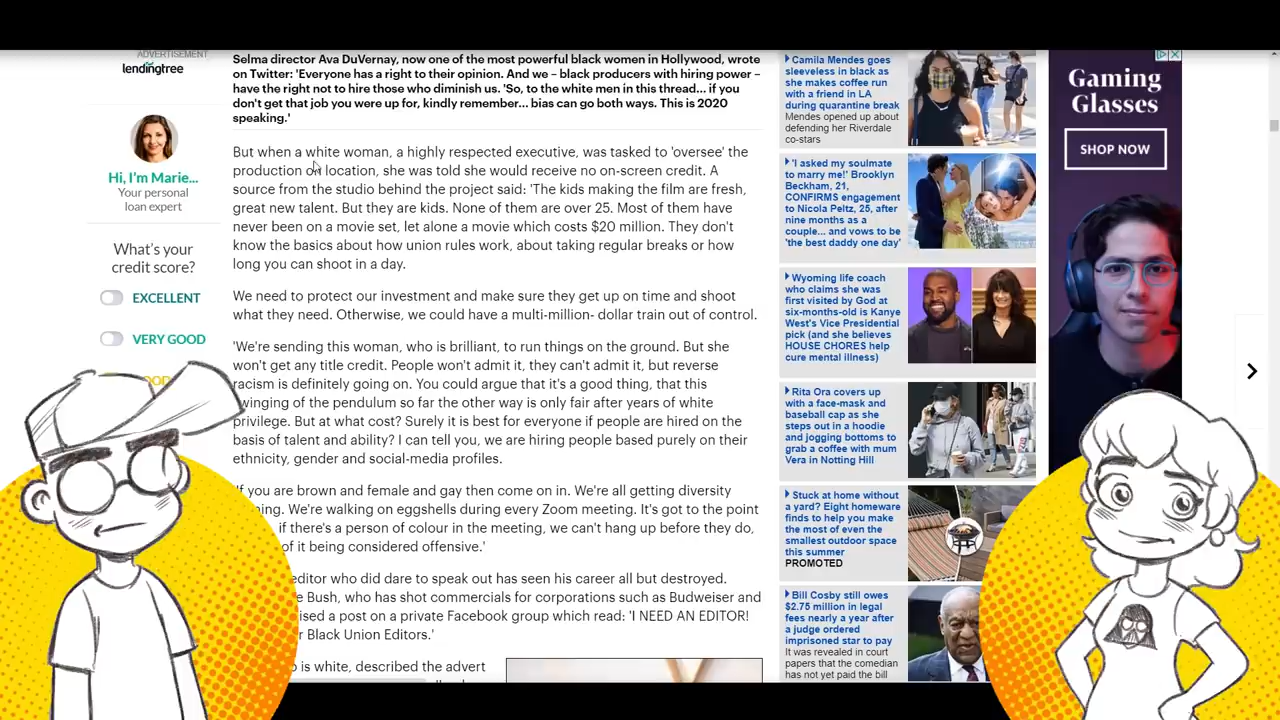 ADVERTISEMENT
lendingtree
Hi, I'm Marie...
Your personal
loan expert
What's your
credit score?
EXCELLENT
VERY GOOD
Selma director Ava DuVernay, now one of the most powerful black women in Hollywood, wrote
on Twitter: 'Everyone has a right to their opinion. And we – black producers with hiring power –
have the right not to hire those who diminish us. 'So, to the white men in this thread... if you
don't get that job you were up for, kindly remember... bias can go both ways. This is 2020
speaking.'
But when a white woman, a highly respected executive, was tasked to 'oversee' the
production on location, she was told she would receive no on-screen credit. A
source from the studio behind the project said: 'The kids making the film are fresh,
great new talent. But they are kids. None of them are over 25. Most of them have
never been on a movie set, let alone a movie which costs $20 million. They don't
know the basics about how union rules work, about taking regular breaks or how
long you can shoot in a day.
We need to protect our investment and make sure they get up on time and shoot
what they need. Otherwise, we could have a multi-million- dollar train out of control.
'We're sending this woman, who is brilliant, to run things on the ground. But she
won't get any title credit. People won't admit it, they can't admit it, but reverse
racism is definitely going on. You could argue that it's a good thing, that this
swinging of the pendulum so far the other way is only fair after years of white
privilege. But at what cost? Surely it is best for everyone if people are hired on the
basis of talent and ability? I can tell you, we are hiring people based purely on their
ethnicity, gender and social-media profiles.
'If you are brown and female and gay then come on in. We're all getting diversity
We're walking on eggshells during every Zoom meeting. It's got to the point
if there's a person of colour in the meeting, we can't hang up before they do,
of it being considered offensive.'
editor who did dare to speak out has seen his career all but destroyed.
Bush, who has shot commercials for corporations such as Budweiser and
a post on a private Facebook group which read: 'I NEED AN EDITOR!
Black Union Editors.'
is white, described the advert
Camila Mendes goes
sleeveless in black as
she makes coffee run
with a friend in LA
during quarantine break
Mendes opened up about
defending her Riverdale
co-stars
'I asked my soulmate
to marry me!' Brooklyn
Beckham, 21,
CONFIRMS engagement
to Nicola Peltz, 25, after
nine months as a
couple... and vows to be
'the best daddy one day'
Wyoming life coach
who claims she was
first visited by God at
six-months-old is Kanye
West's Vice Presidential
pick (and she believes
HOUSE CHORES help
cure mental illness)
Rita Ora covers up
with a face-mask and
baseball cap as she
steps out in a hoodie
and jogging bottoms to
grab a coffee with mum
Vera in Notting Hill
Stuck at home without
a yard? Eight homeware
finds to help you make
the most of even the
smallest outdoor space
this summer
PROMOTED
Bill Cosby still owes
$2.75 million in legal
fees nearly a year after
a judge ordered
imprisoned star to pay
It was revealed in court
papers that the comedian
has not yet paid the bill
Gaming
Glasses
SHOP NOW